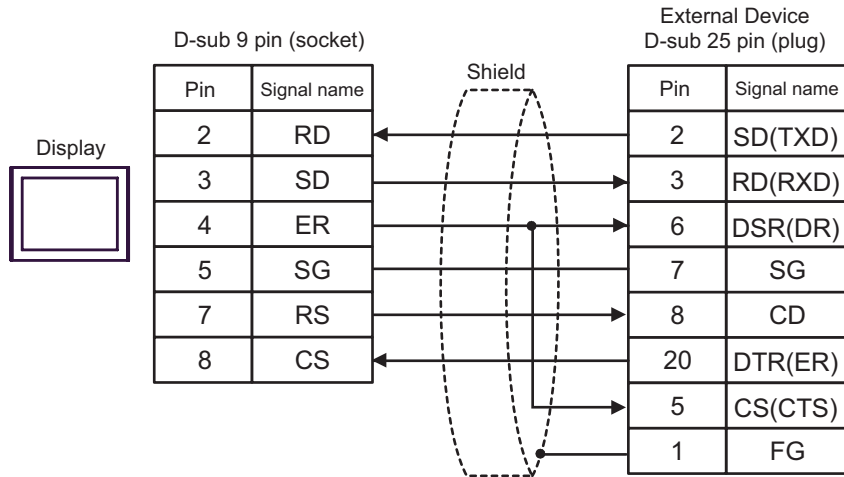 External Device
D-sub 9 pin (socket)
D-sub 25 pin (plug)
Shield
Pin Signal name Pin Signal name
2 RD 2 SD(TXD)
Display
3 SD 3 RD(RXD)
4 ER 6 DSR(DR)
5 SG 7 SG
7 RS 8 CD
8 CS 20 DTR(ER)
5 CS(CTS)
1 FG